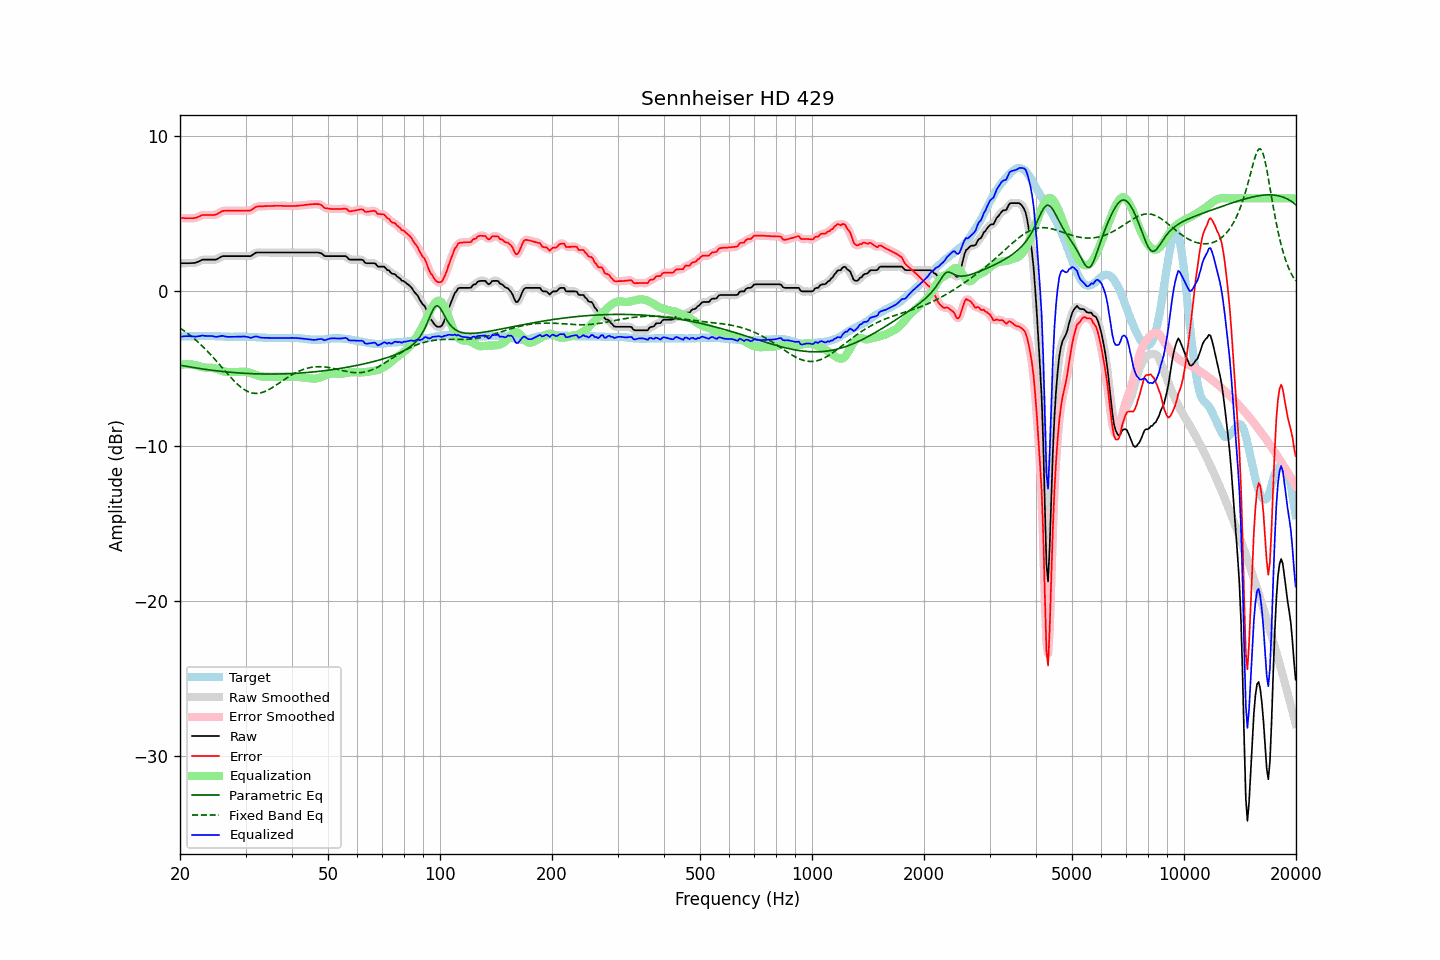 Sennheiser HD 429
10
0
−10
−20
−30
Amplitude (dBr)
Target
Raw Smoothed
Error Smoothed
Raw
Error
Equalization
Parametric Eq
Fixed Band Eq
Equalized
20 50 100 200 500 1000 2000 5000 10000 20000
Frequency (Hz)